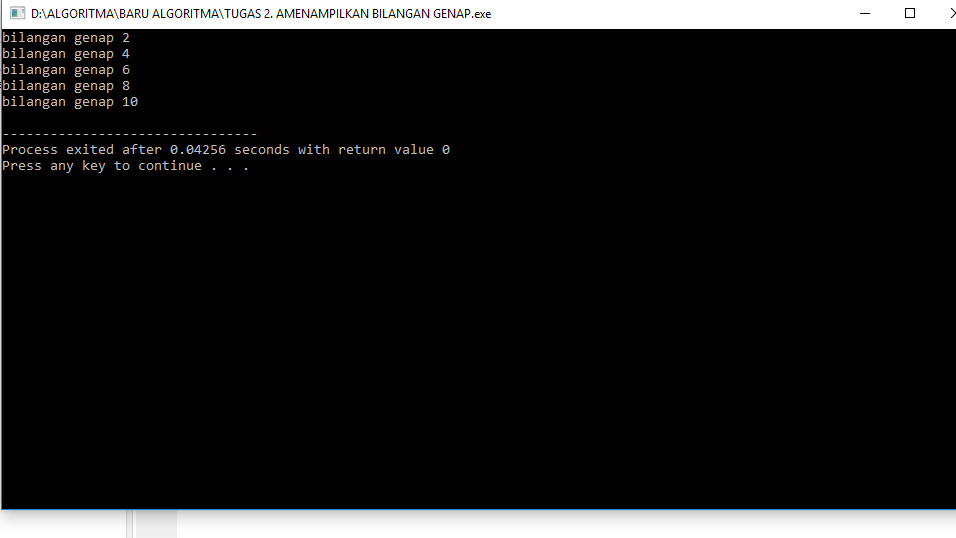 D:\ALGORITMA\BARU ALGORITMA\TUGAS 2. AMENAMPILKAN BILANGAN GENAP.exe
bilangan genap 2
bilangan genap 4
bilangan genap 6
bilangan genap 8
bilangan genap 10
--------------------------------
Process exited after 0.04256 seconds with return value 0
Press any key to continue . . .